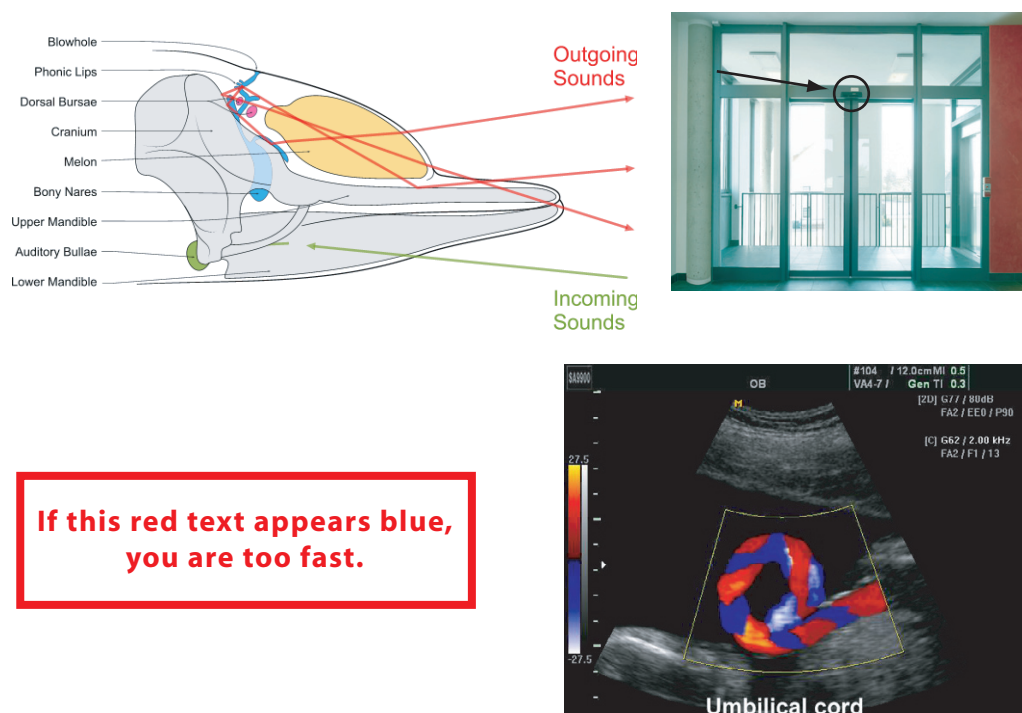 Blowhole
Phonic Lips
Dorsal Bursae
Cranium
Melon
Bony Nares
Upper Mandible
Auditory Bullae
Lower Mandible
Outgoing
Sounds
Incoming
Sounds
If this red text appears blue,
you are too fast.
SA9900
OB
#104 / 12.0cm MI 0.5
VA4-7 / Gen TI 0.3
[2D] G77 / 80dB
FA2 / EE0 / P90
[C] G62 / 2.00 kHz
FA2 / F1 / 13
M
27.5
-27.5
Umbilical cord